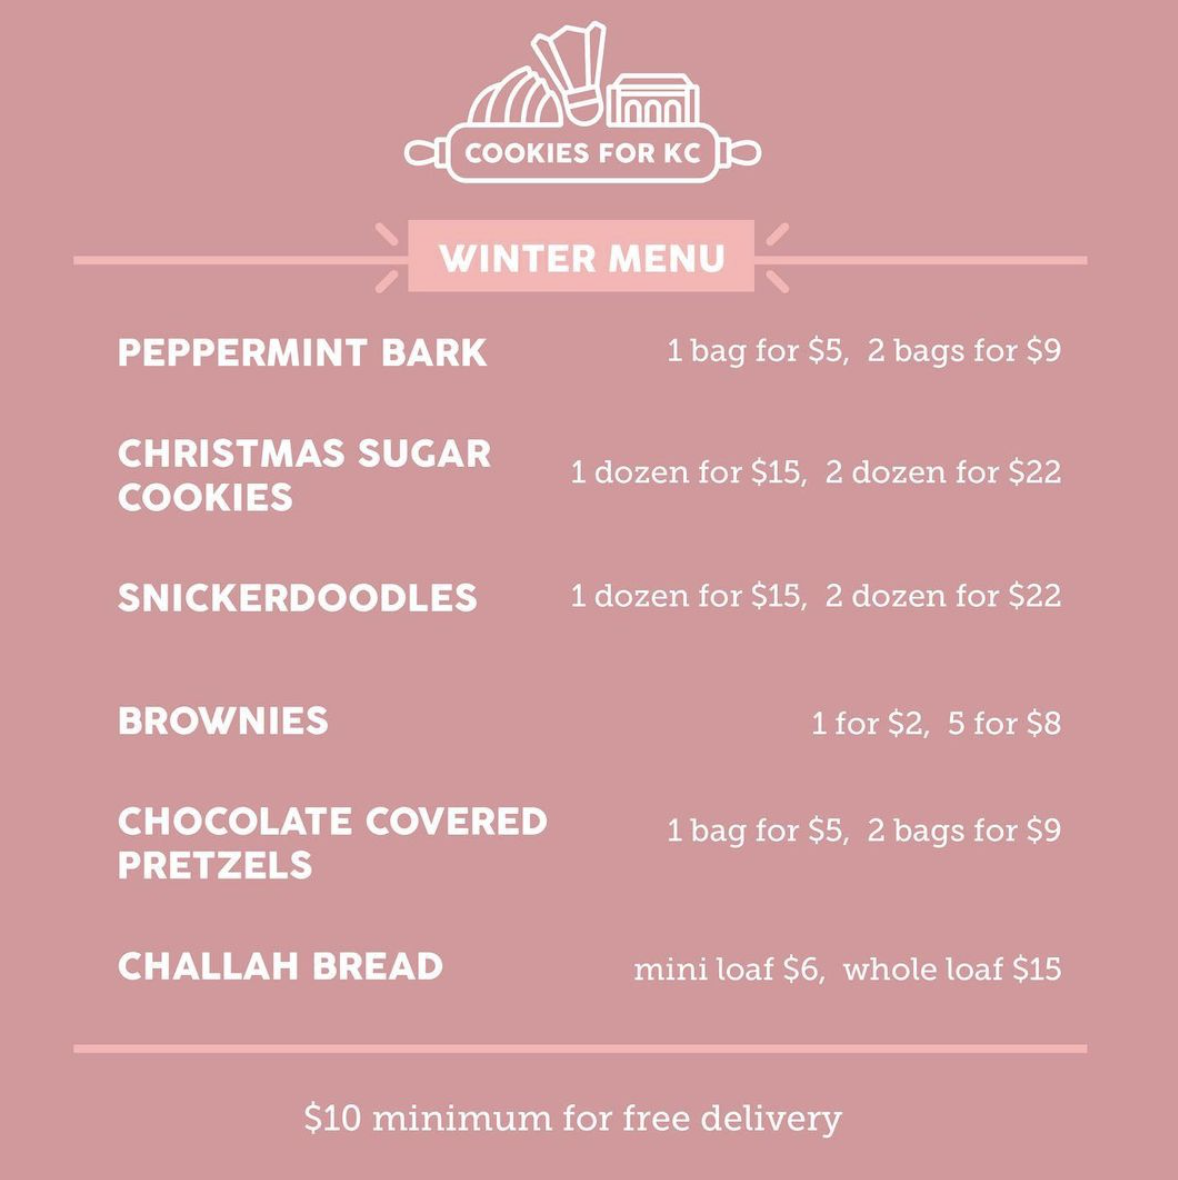 COOKIES FOR KC
WINTER MENU
PEPPERMINT BARK 1 bag for $5, 2 bags for $9
CHRISTMAS SUGAR
COOKIES 1 dozen for $15, 2 dozen for $22
SNICKERDOODLES 1 dozen for $15, 2 dozen for $22
BROWNIES 1 for $2, 5 for $8
CHOCOLATE COVERED
PRETZELS 1 bag for $5, 2 bags for $9
CHALLAH BREAD mini loaf $6, whole loaf $15
$10 minimum for free delivery